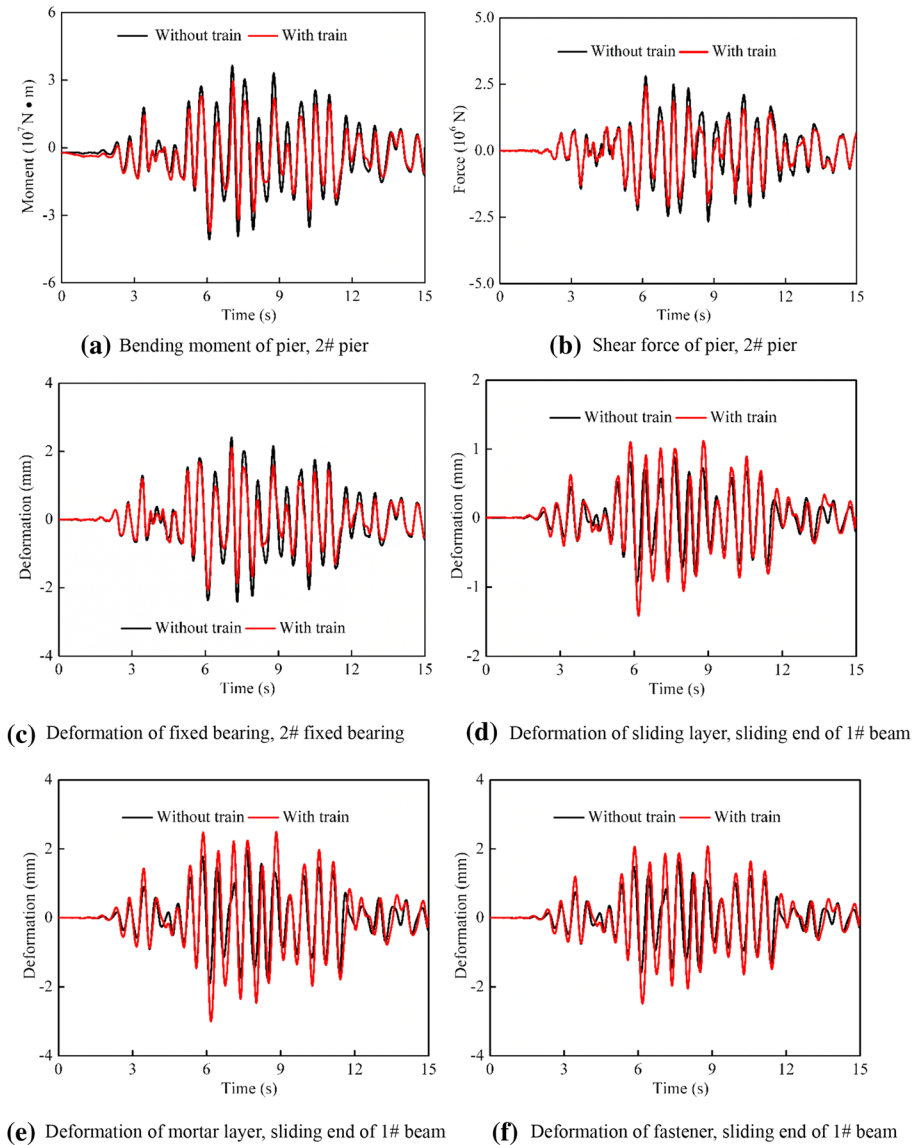 6
3
0
-3
-6
Moment (10⁷ N • m)
Without train With train
0 3 6 9 12 15
Time (s)
(a) Bending moment of pier, 2# pier
5.0
2.5
0.0
-2.5
-5.0
Force (10⁶ N)
Without train With train
0 3 6 9 12 15
Time (s)
(b) Shear force of pier, 2# pier
4
2
0
-2
-4
Deformation (mm)
Without train With train
0 3 6 9 12 15
Time (s)
(c) Deformation of fixed bearing, 2# fixed bearing
2
1
0
-1
-2
Deformation (mm)
Without train With train
0 3 6 9 12 15
Time (s)
(d) Deformation of sliding layer, sliding end of 1# beam
4
2
0
-2
-4
Deformation (mm)
Without train With train
0 3 6 9 12 15
Time (s)
(e) Deformation of mortar layer, sliding end of 1# beam
4
2
0
-2
-4
Deformation (mm)
Without train With train
0 3 6 9 12 15
Time (s)
(f) Deformation of fastener, sliding end of 1# beam